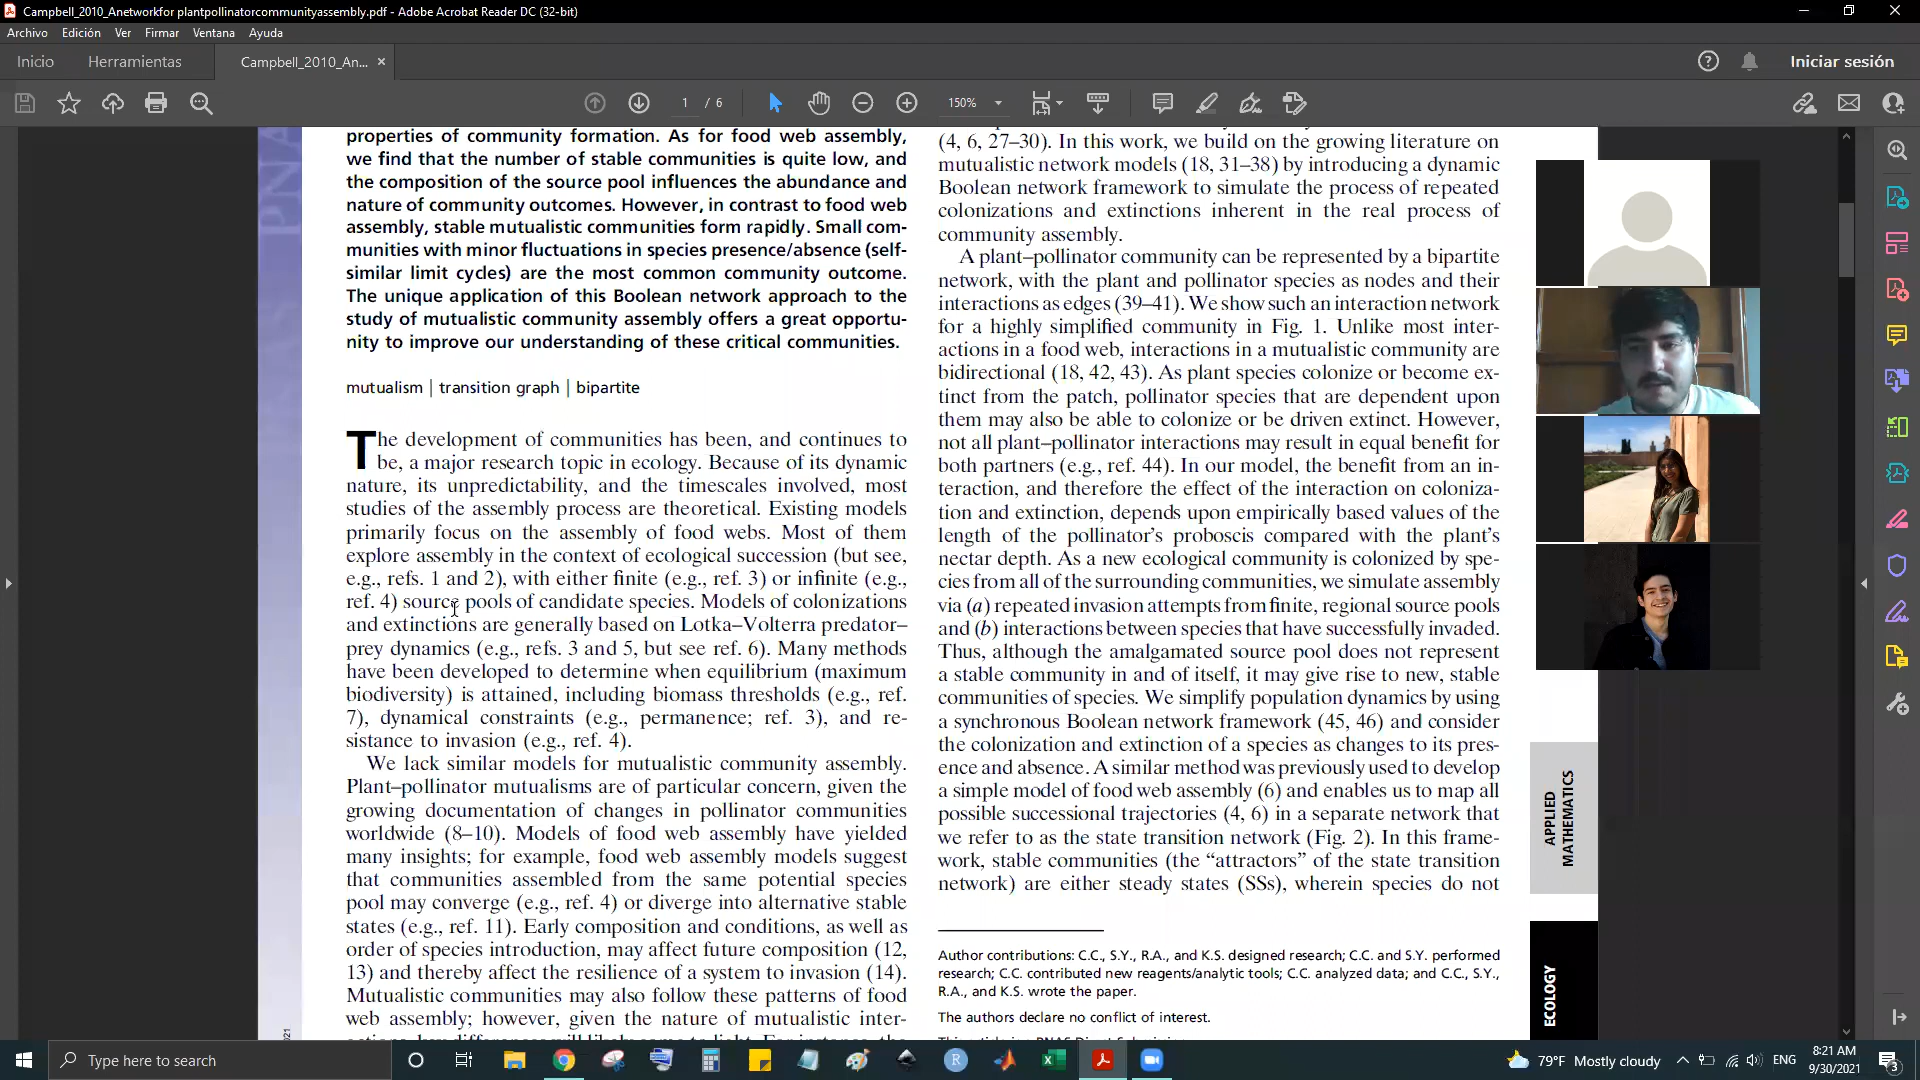 Campbell_2010_Anetworkfor plantpollinatorcommunityassembly.pdf - Adobe Acrobat Reader DC (32-bit)
Archivo Edición Ver Firmar Ventana Ayuda
Inicio Herramientas Campbell_2010_An... × Iniciar sesión
1 / 6 150%
properties of community formation. As for food web assembly,
we find that the number of stable communities is quite low, and
the composition of the source pool influences the abundance and
nature of community outcomes. However, in contrast to food web
assembly, stable mutualistic communities form rapidly. Small com-
munities with minor fluctuations in species presence/absence (self-
similar limit cycles) are the most common community outcome.
The unique application of this Boolean network approach to the
study of mutualistic community assembly offers a great opportu-
nity to improve our understanding of these critical communities.
mutualism | transition graph | bipartite
The development of communities has been, and continues to
be, a major research topic in ecology. Because of its dynamic
nature, its unpredictability, and the timescales involved, most
studies of the assembly process are theoretical. Existing models
primarily focus on the assembly of food webs. Most of them
explore assembly in the context of ecological succession (but see,
e.g., refs. 1 and 2), with either finite (e.g., ref. 3) or infinite (e.g.,
ref. 4) source pools of candidate species. Models of colonizations
and extinctions are generally based on Lotka–Volterra predator–
prey dynamics (e.g., refs. 3 and 5, but see ref. 6). Many methods
have been developed to determine when equilibrium (maximum
biodiversity) is attained, including biomass thresholds (e.g., ref.
7), dynamical constraints (e.g., permanence; ref. 3), and re-
sistance to invasion (e.g., ref. 4).
We lack similar models for mutualistic community assembly.
Plant–pollinator mutualisms are of particular concern, given the
growing documentation of changes in pollinator communities
worldwide (8–10). Models of food web assembly have yielded
many insights; for example, food web assembly models suggest
that communities assembled from the same potential species
pool may converge (e.g., ref. 4) or diverge into alternative stable
states (e.g., ref. 11). Early composition and conditions, as well as
order of species introduction, may affect future composition (12,
13) and thereby affect the resilience of a system to invasion (14).
Mutualistic communities may also follow these patterns of food
web assembly; however, given the nature of mutualistic inter-
(4, 6, 27–30). In this work, we build on the growing literature on
mutualistic network models (18, 31–38) by introducing a dynamic
Boolean network framework to simulate the process of repeated
colonizations and extinctions inherent in the real process of
community assembly.
A plant–pollinator community can be represented by a bipartite
network, with the plant and pollinator species as nodes and their
interactions as edges (39–41). We show such an interaction network
for a highly simplified community in Fig. 1. Unlike most inter-
actions in a food web, interactions in a mutualistic community are
bidirectional (18, 42, 43). As plant species colonize or become ex-
tinct from the patch, pollinator species that are dependent upon
them may also be able to colonize or be driven extinct. However,
not all plant–pollinator interactions may result in equal benefit for
both partners (e.g., ref. 44). In our model, the benefit from an in-
teraction, and therefore the effect of the interaction on coloniza-
tion and extinction, depends upon empirically based values of the
length of the pollinator's proboscis compared with the plant's
nectar depth. As a new ecological community is colonized by spe-
cies from all of the surrounding communities, we simulate assembly
via (a) repeated invasion attempts from finite, regional source pools
and (b) interactions between species that have successfully invaded.
Thus, although the amalgamated source pool does not represent
a stable community in and of itself, it may give rise to new, stable
communities of species. We simplify population dynamics by using
a synchronous Boolean network framework (45, 46) and consider
the colonization and extinction of a species as changes to its pres-
ence and absence. A similar method was previously used to develop
a simple model of food web assembly (6) and enables us to map all
possible successional trajectories (4, 6) in a separate network that
we refer to as the state transition network (Fig. 2). In this frame-
work, stable communities (the “attractors” of the state transition
network) are either steady states (SSs), wherein species do not
Author contributions: C.C., S.Y., R.A., and K.S. designed research; C.C. and S.Y. performed
research; C.C. contributed new reagents/analytic tools; C.C. analyzed data; and C.C., S.Y.,
R.A., and K.S. wrote the paper.
The authors declare no conflict of interest.
APPLIED
MATHEMATICS
ECOLOGY
PNAS
Type here to search
79°F Mostly cloudy ENG
8:21 AM
9/30/2021
3